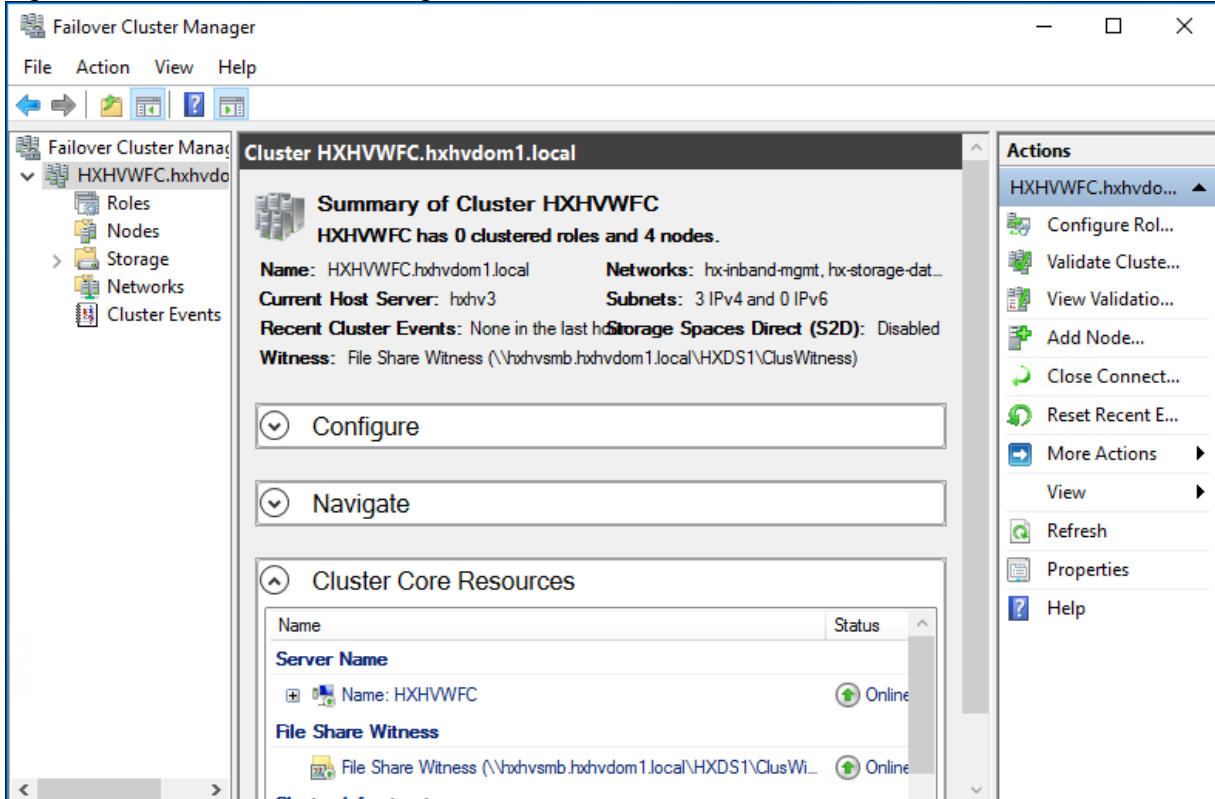 Failover Cluster Manager
File Action View Help
Failover Cluster Manag
HXHVWFC.hxhvdo
Roles
Nodes
Storage
Networks
Cluster Events
Cluster HXHVWFC.hxhvdom1.local
Summary of Cluster HXHVWFC
HXHVWFC has 0 clustered roles and 4 nodes.
Name: HXHVWFC.hxhvdom1.local Networks: hx-inband-mgmt, hx-storage-dat...
Current Host Server: hxhv3 Subnets: 3 IPv4 and 0 IPv6
Recent Cluster Events: None in the last Storage Spaces Direct (S2D): Disabled
Witness: File Share Witness (\\hxhvsmb.hxhvdom1.local\HXDS1\ClusWitness)
Configure
Navigate
Cluster Core Resources
Name Status
Server Name
Name: HXHVWFC Online
File Share Witness
File Share Witness (\\hxhvsmb.hxhvdom1.local\HXDS1\ClusWi... Online
Actions
HXHVWFC.hxhvdo...
Configure Rol...
Validate Cluste...
View Validatio...
Add Node...
Close Connect...
Reset Recent E...
More Actions
View
Refresh
Properties
Help